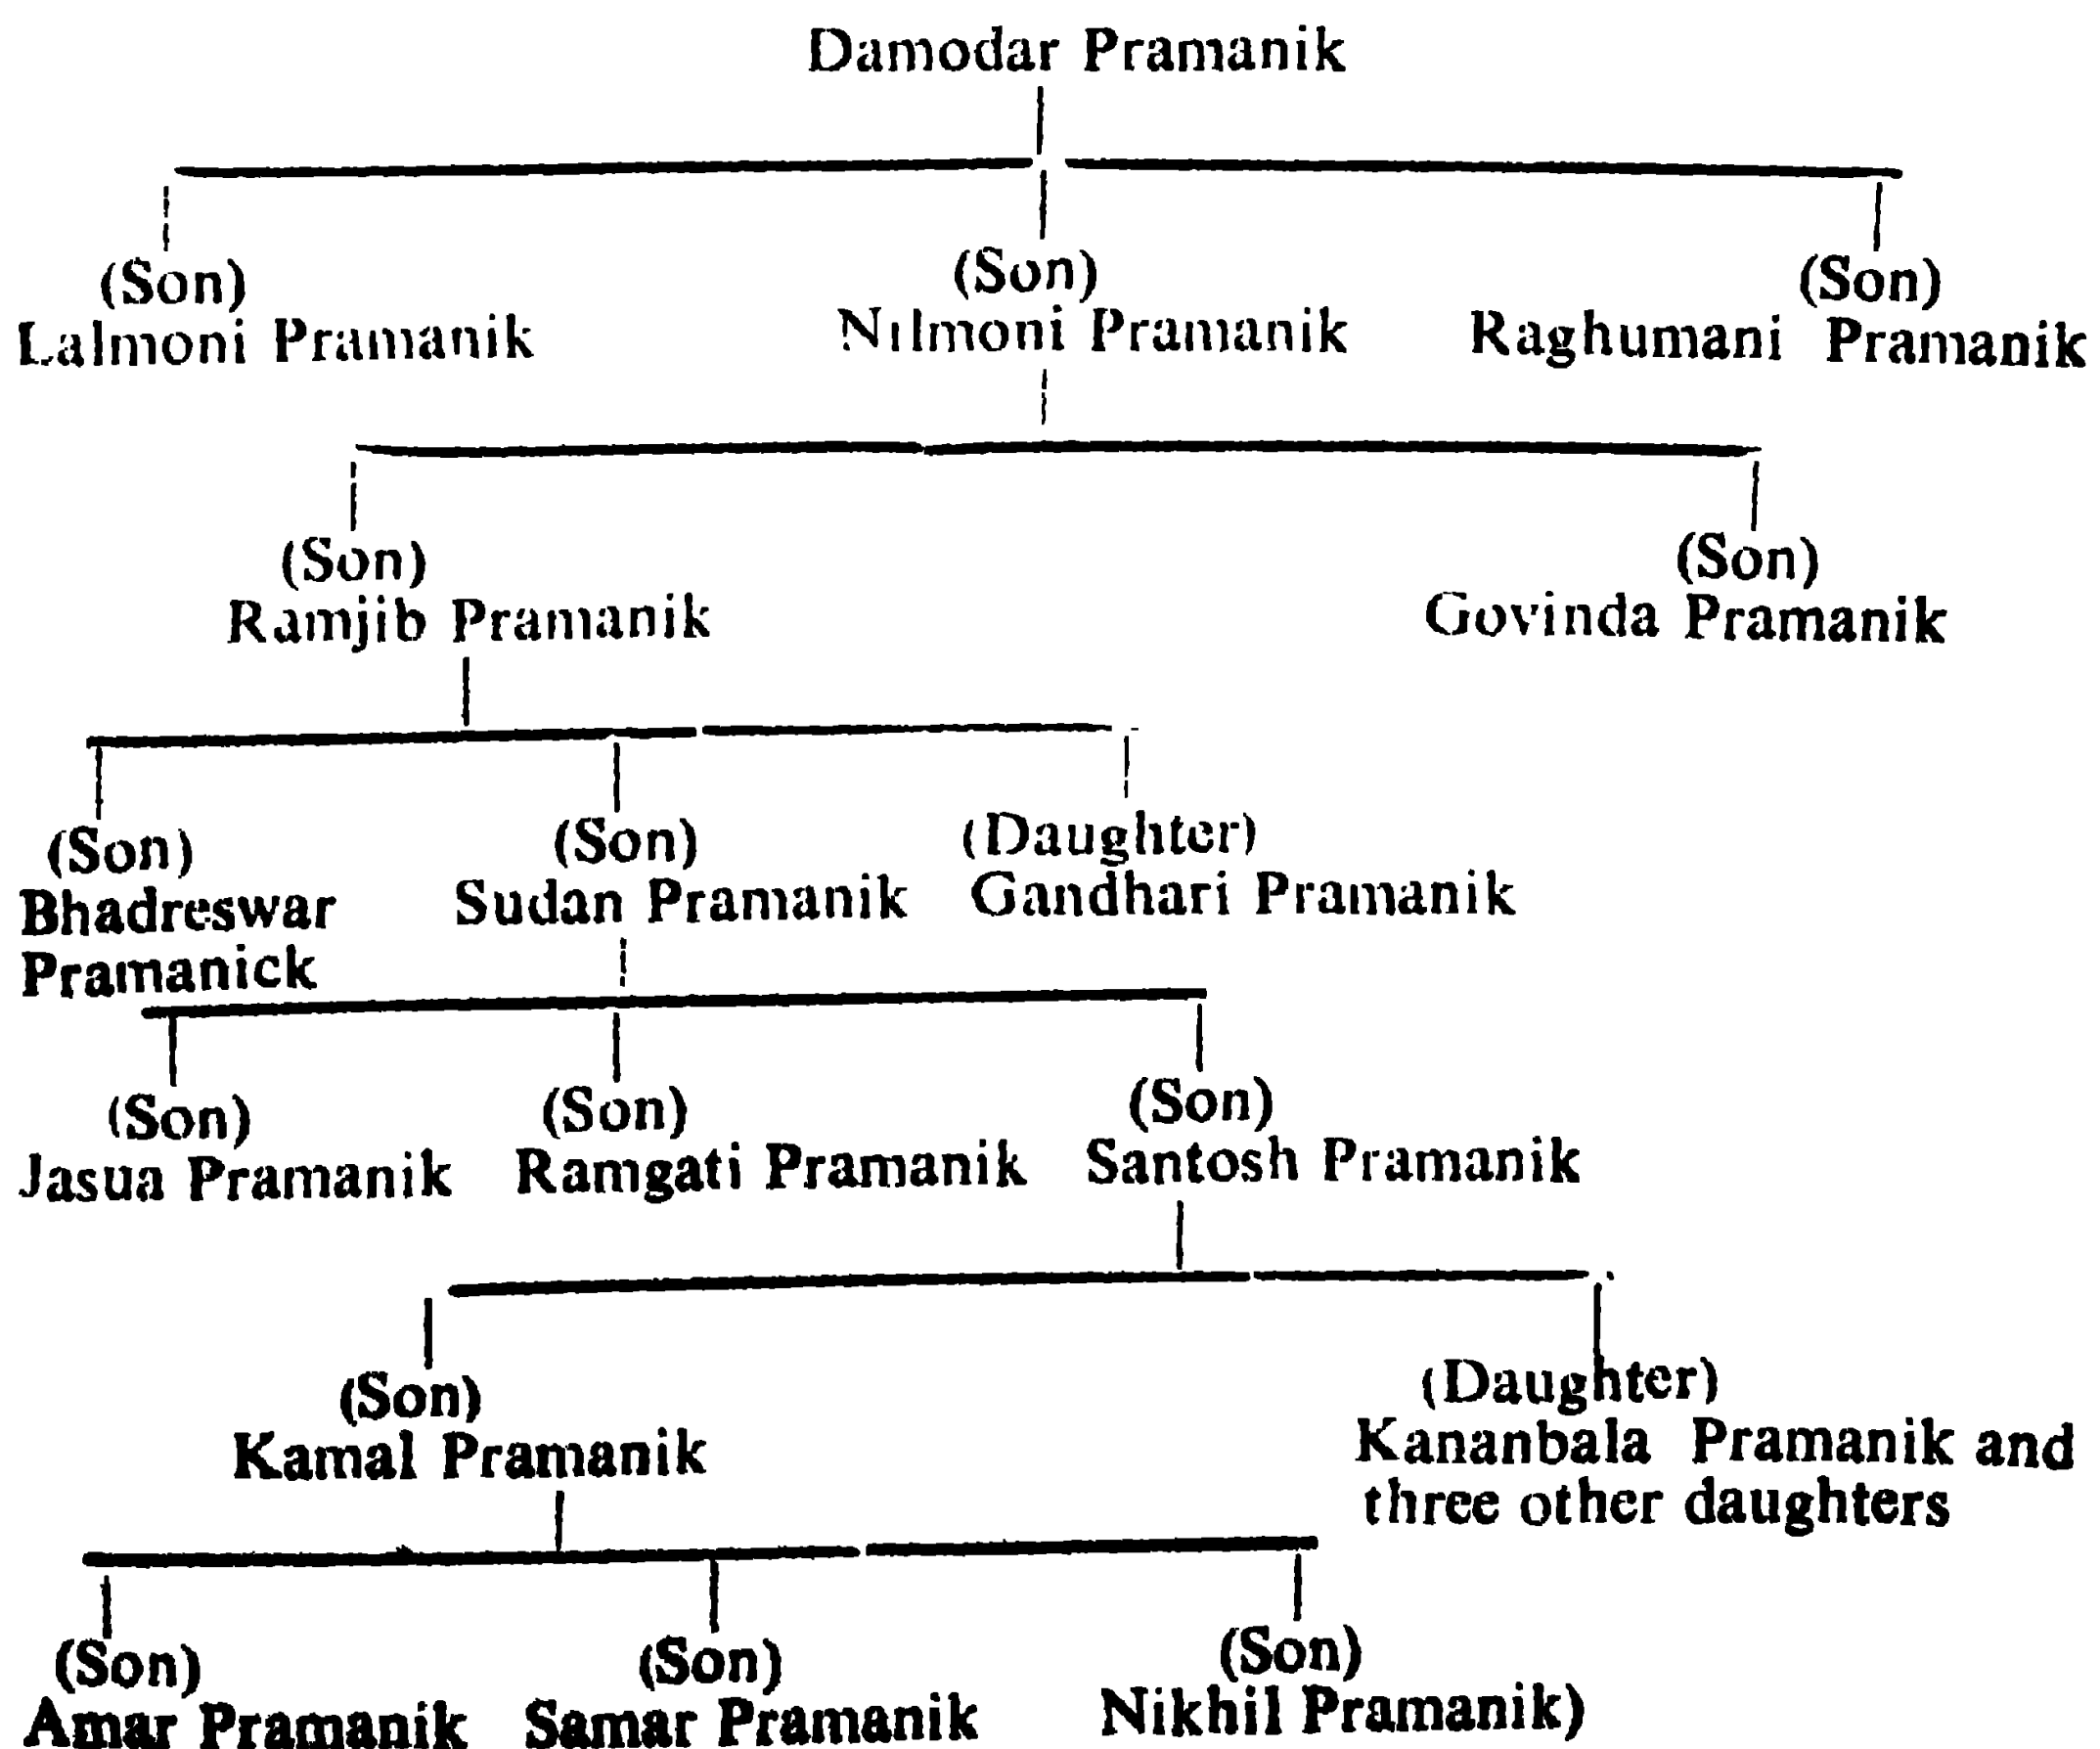 Damodar Pramanik
(Son) (Son) (Son)
Lalmoni Pramanik Nilmoni Pramanik Raghumani Pramanik
(Son) (Son)
Ramjib Pramanik Govinda Pramanik
(Son) (Son) (Daughter)
Bhadreswar Sudan Pramanik Gandhari Pramanik
Pramanick
(Son) (Son) (Son)
Jasua Pramanik Ramgati Pramanik Santosh Pramanik
(Son) (Daughter)
Kamal Pramanik Kananbala Pramanik and
three other daughters
(Son) (Son) (Son)
Amar Pramanik Samar Pramanik Nikhil Pramanik)